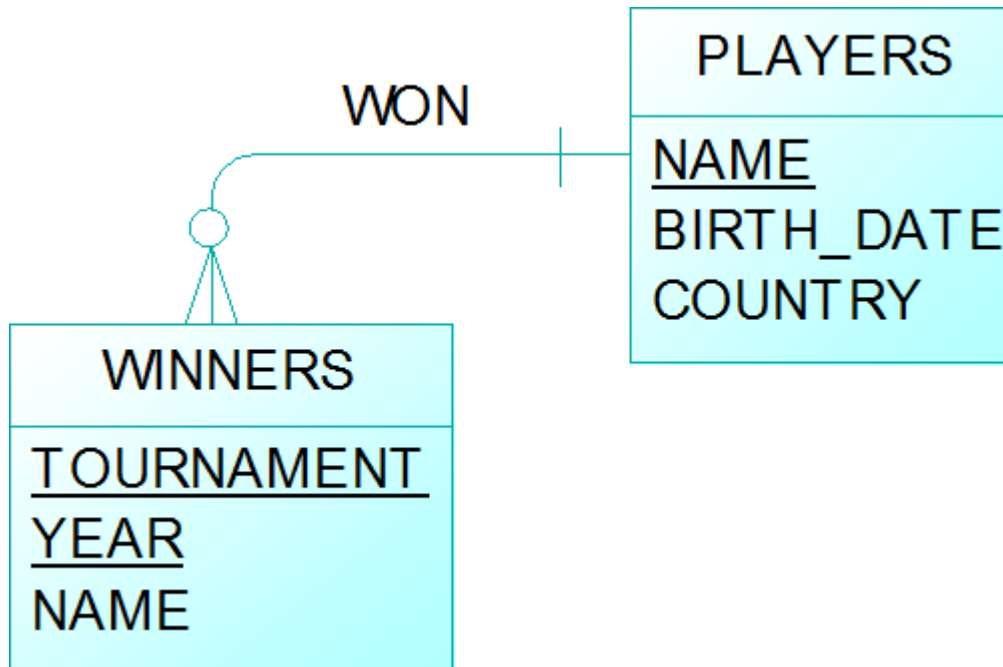 WON
PLAYERS
NAME
BIRTH_DATE
COUNTRY
WINNERS
TOURNAMENT
YEAR
NAME